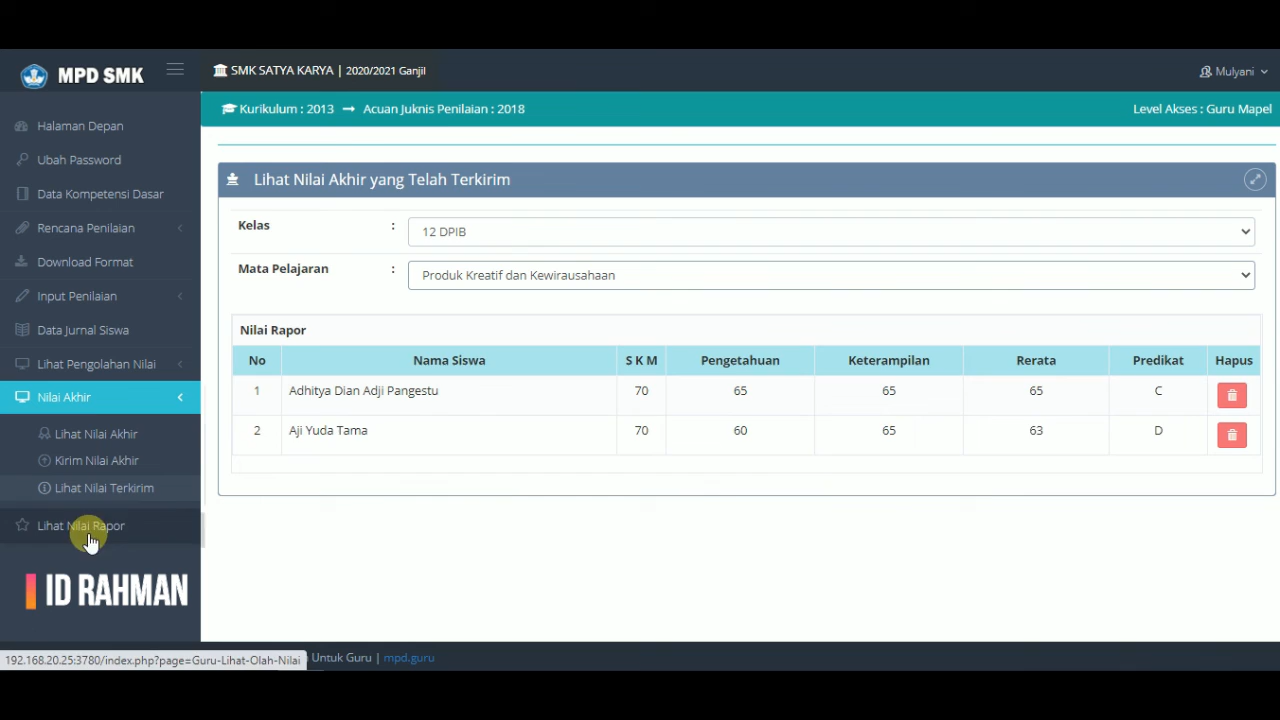 MPD SMK
SMK SATYA KARYA | 2020/2021 Ganjil
Mulyani
Kurikulum : 2013 → Acuan Juknis Penilaian : 2018
Level Akses : Guru Mapel
Halaman Depan
Ubah Password
Data Kompetensi Dasar
Rencana Penilaian
Download Format
Input Penilaian
Data Jurnal Siswa
Lihat Pengolahan Nilai
Nilai Akhir
Lihat Nilai Akhir
Kirim Nilai Akhir
Lihat Nilai Terkirim
Lihat Nilai Rapor
ID RAHMAN
Lihat Nilai Akhir yang Telah Terkirim
Kelas : 12 DPIB
Mata Pelajaran : Produk Kreatif dan Kewirausahaan
Nilai Rapor
No Nama Siswa S K M Pengetahuan Keterampilan Rerata Predikat Hapus
1 Adhitya Dian Adji Pangestu 70 65 65 65 C
2 Aji Yuda Tama 70 60 65 63 D
192.168.20.25:3780/index.php?page=Guru-Lihat-Olah-Nilai
Untuk Guru | mpd.guru